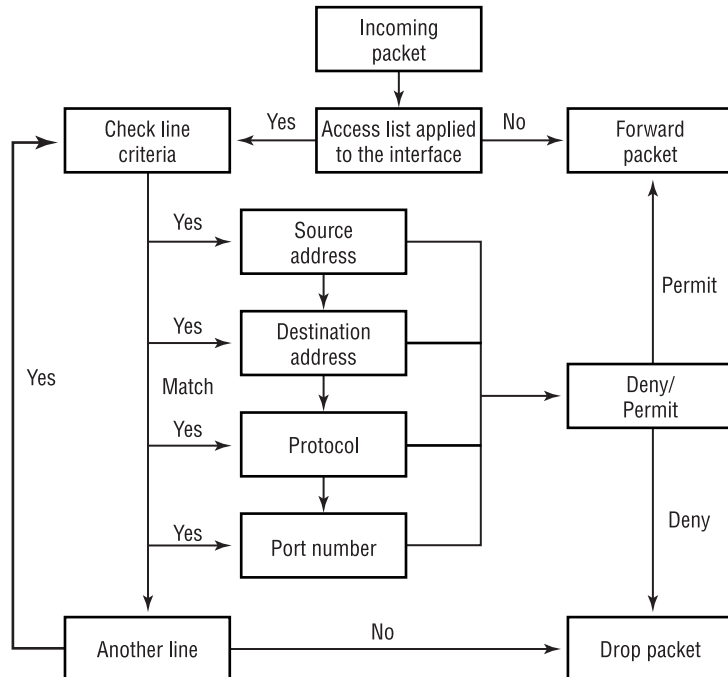 Incoming
packet
Check line
criteria
Yes
Access list applied
to the interface
No
Forward
packet
Yes
Source
address
Permit
Yes
Destination
address
Yes
Match
Deny/
Permit
Yes
Protocol
Deny
Yes
Port number
Another line
No
Drop packet